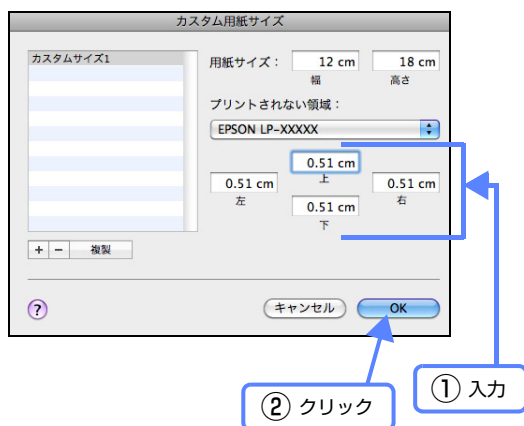 カスタム用紙サイズ
カスタムサイズ1
用紙サイズ： 12 cm 18 cm
幅 高さ
プリントされない領域：
EPSON LP-XXXXX
0.51 cm
上
0.51 cm 0.51 cm
左 右
0.51 cm
下
+ − 複製
? キャンセル OK
① 入力
② クリック